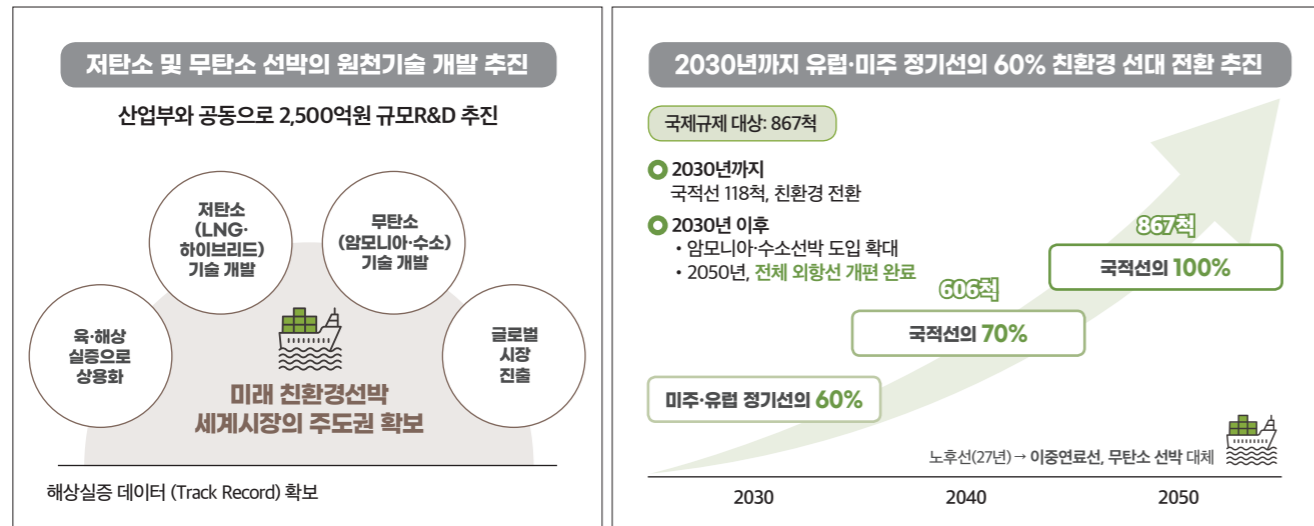 저탄소 및 무탄소 선박의 원천기술 개발 추진
산업부와 공동으로 2,500억원 규모R&D 추진
육·해상
실증으로
상용화
저탄소
(LNG·
하이브리드)
기술 개발
무탄소
(암모니아·수소)
기술 개발
글로벌
시장
진출
미래 친환경선박
세계시장의 주도권 확보
해상실증 데이터 (Track Record) 확보
2030년까지 유럽·미주 정기선의 60% 친환경 선대 전환 추진
국제규제 대상: 867척
2030년까지
국적선 118척, 친환경 전환
2030년 이후
• 암모니아·수소선박 도입 확대
• 2050년, 전체 외항선 개편 완료
867척
국적선의 100%
606척
국적선의 70%
미주·유럽 정기선의 60%
노후선(27년) → 이중연료선, 무탄소 선박 대체
2030
2040
2050